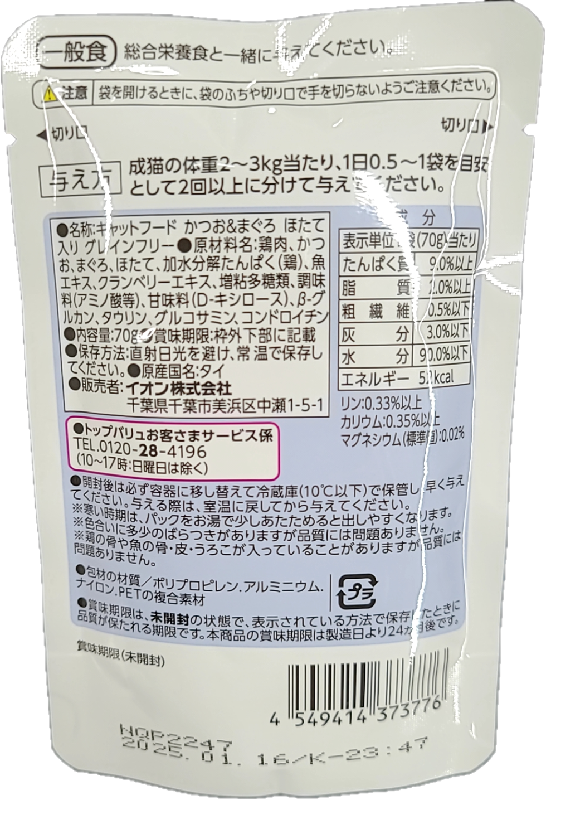 一般食 総合栄養食と一緒に与えてください。
注意 袋を開けるときに、袋のふちや切り口で手を切らないようご注意ください。
◀切り口
切り口▶
与え方
成猫の体重2〜3kg当たり、1日0.5〜1袋を目安
として2回以上に分けて与えてください。
●名称:キャットフード かつお&まぐろ ほたて
入り グレインフリー●原材料名:鶏肉、かつ
お、まぐろ、ほたて、加水分解たんぱく(鶏)、魚
エキス、クランベリーエキス、増粘多糖類、調味
料(アミノ酸等)、甘味料(D-キシロース)、β-グ
ルカン、タウリン、グルコサミン、コンドロイチン
●内容量:70g●賞味期限:枠外下部に記載
●保存方法:直射日光を避け、常温で保存し
てください。●原産国名:タイ
●販売者:イオン株式会社
千葉県千葉市美浜区中瀬1-5-1
成分
表示単位 袋(70g)当たり
たんぱく質 9.0%以上
脂質 .0%以上
粗繊維 0.5%以下
灰分 3.0%以下
水分 90.0%以下
エネルギー kcal
リン:0.33%以上
カリウム:0.35%以上
マグネシウム(標準値):0.02%
●トップバリュお客さまサービス係
TEL.0120-28-4196
(10〜17時:日曜日は除く)
●開封後は必ず容器に移し替えて冷蔵庫(10℃以下)で保管し、早く与え
てください。与える際は、室温に戻してから与えてください。
※寒い時期は、パックをお湯で少しあたためると出しやすくなります。
※色合いに多少のばらつきがありますが品質には問題ありません。
※鶏の骨や魚の骨・皮・うろこが入っていることがありますが品質には
問題ありません。
●包材の材質/ポリプロピレン、アルミニウム、
ナイロン、PETの複合素材
プラ
●賞味期限は、未開封の状態で、表示されている方法で保存したときに
品質が保たれる期限です。本商品の賞味期限は製造日より24カ月後です。
賞味期限(未開封)
4 549414 373776
NQP2247
2025.01.16/K-23:47